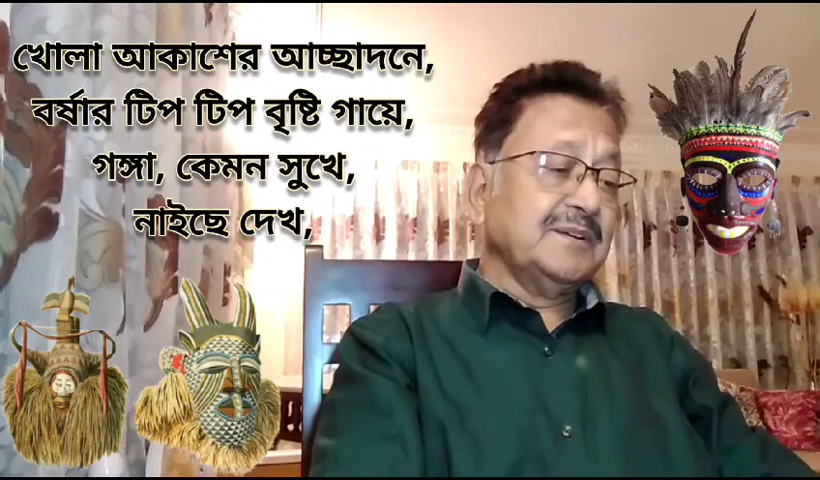 খোলা আকাশের আচ্ছাদনে,
বর্ষার টিপ টিপ বৃষ্টি গায়ে,
গঙ্গা, কেমন সুখে,
নাইছে দেখ,